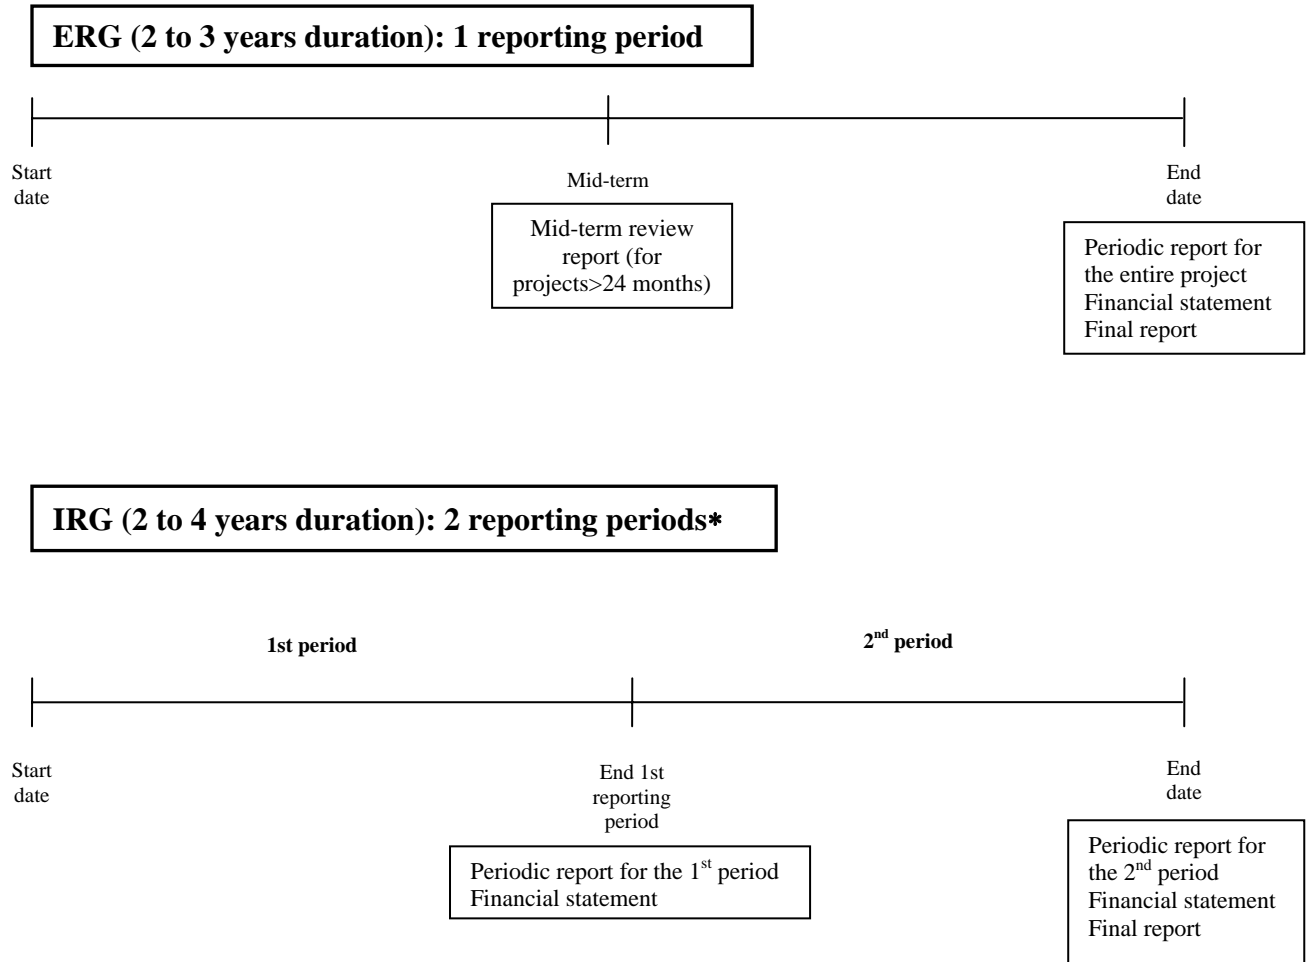 ERG (2 to 3 years duration): 1 reporting period
Start
date
Mid-term
End
date
Mid-term review
report (for
projects>24 months)
Periodic report for
the entire project
Financial statement
Final report
IRG (2 to 4 years duration): 2 reporting periods*
1st period
2nd period
Start
date
End 1st
reporting
period
End
date
Periodic report for the 1st period
Financial statement
Periodic report for
the 2nd period
Financial statement
Final report